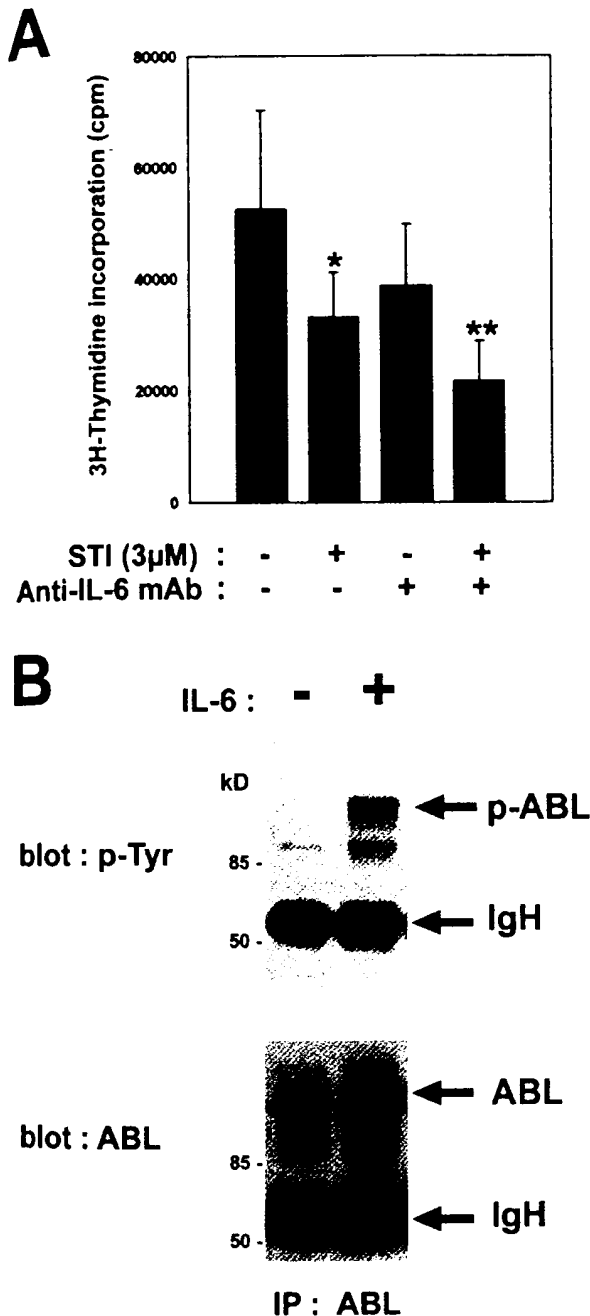 A
80000
60000
40000
20000
0
3H-Thymidine incorporation (cpm)
*
**
STI (3µM) : - + - +
Anti-IL-6 mAb : - - + +
B
IL-6 : - +
kD
p-ABL
blot : p-Tyr
85 -
IgH
50 -
ABL
blot : ABL
85 -
IgH
50 -
IP : ABL